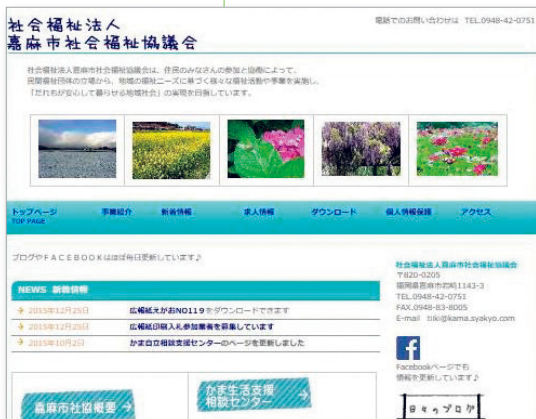 社会福祉法人
嘉麻市社会福祉協議会
電話でのお問い合わせは TEL.0948-42-0751
社会福祉法人嘉麻市社会福祉協議会は、住民のみなさんの参加と協働によって、
民間福祉団体の立場から、地域の福祉ニーズに基づく様々な福祉活動や事業を実施し、
「だれもが安心して暮らせる地域社会」の実現を目指しています。
トップページ 事業紹介 新着情報 求人情報 ダウンロード 個人情報保護 アクセス
TOP PAGE
ブログやFACEBOOKはほぼ毎日更新しています♪
NEWS 新着情報
2015年12月25日 広報紙えがおNO119をダウンロードできます
2015年12月25日 広報紙印刷入札参加業者を募集しています
2015年10月2日 かま自立相談支援センターのページを更新しました
嘉麻市社協概要
かま生活支援
相談センター
社会福祉法人嘉麻市社会福祉協議会
〒820-0205
福岡県嘉麻市岩崎1143-3
TEL.0948-42-0751
FAX.0948-83-8005
E-mail tiiki@kama.syakyo.com
f
Facebookページでも
情報を更新しています♪
日々のブログ